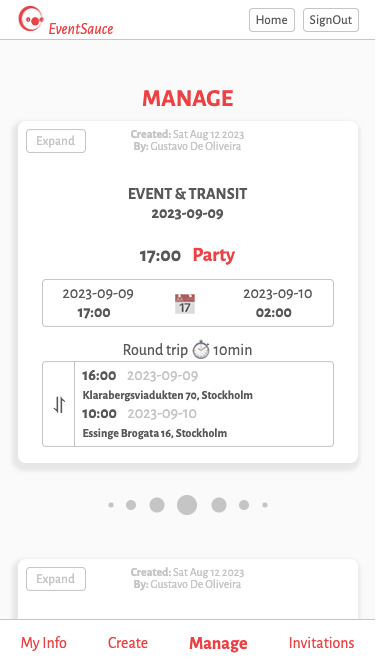 EventSauce
Home SignOut
MANAGE
Expand
Created: Sat Aug 12 2023
By: Gustavo De Oliveira
EVENT & TRANSIT
2023-09-09
17:00 Party
2023-09-09 2023-09-10
17:00 17 02:00
Round trip ⏱ 10min
16:00 2023-09-09
Klarabergsviadukten 70, Stockholm
10:00 2023-09-10
Essinge Brogata 16, Stockholm
Expand
Created: Sat Aug 12 2023
By: Gustavo De Oliveira
My Info Create Manage Invitations